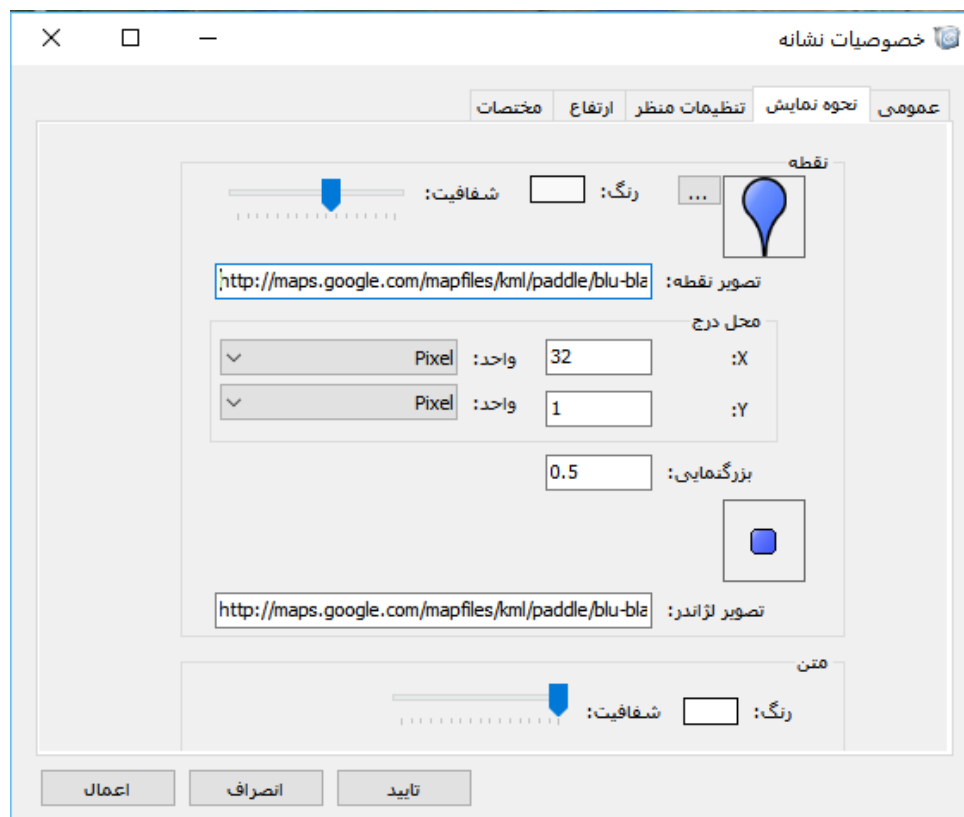 خصوصیات نشانه
عمومی نحوه نمایش تنظیمات منظر ارتفاع مختصات
نقطه
... رنگ: شفافیت:
تصویر نقطه: http://maps.google.com/mapfiles/kml/paddle/blu-bla
محل درج
X: 32 واحد: Pixel
Y: 1 واحد: Pixel
بزرگنمایی: 0.5
تصویر لژاندر: http://maps.google.com/mapfiles/kml/paddle/blu-bla
متن
رنگ: شفافیت:
تایید انصراف اعمال